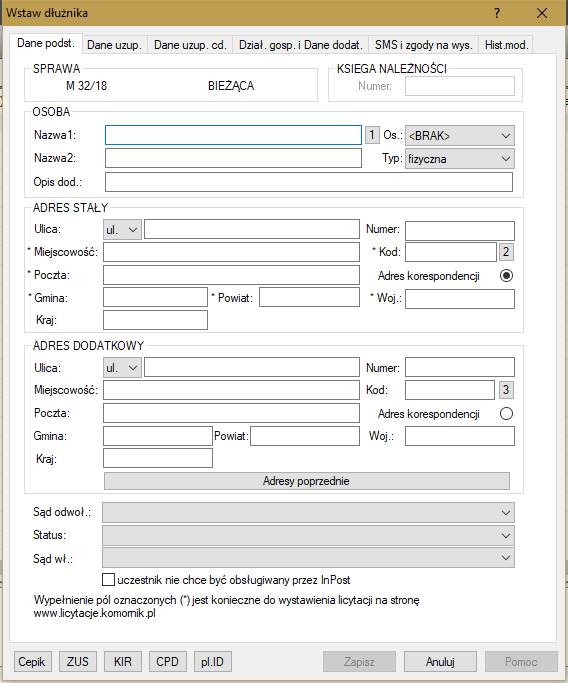 Wstaw dłużnika ?
Dane podst. Dane uzup. Dane uzup. cd. Dział. gosp. i Dane dodat. SMS i zgody na wys. Hist.mod.
SPRAWA
M 32/18 BIEŻĄCA
KSIEGA NALEŻNOŚCI
Numer:
OSOBA
Nazwa1: 1 Os.: <BRAK>
Nazwa2: Typ: fizyczna
Opis dod.:
ADRES STAŁY
Ulica: ul. Numer:
* Miejscowość: * Kod: 2
* Poczta: Adres korespondencji
* Gmina: * Powiat: * Woj.:
Kraj:
ADRES DODATKOWY
Ulica: ul. Numer:
Miejscowość: Kod: 3
Poczta: Adres korespondencji
Gmina: Powiat: Woj.:
Kraj:
Adresy poprzednie
Sąd odwoł.:
Status:
Sąd wł.:
uczestnik nie chce być obsługiwany przez InPost
Wypełnienie pól oznaczonych (*) jest konieczne do wystawienia licytacji na stronę
www.licytacje.komornik.pl
Cepik ZUS KIR CPD pl.ID Zapisz Anuluj Pomoc